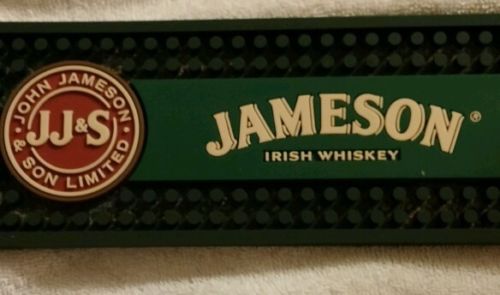 JOHN JAMESON
JJ&S
& SON LIMITED
JAMESON®
IRISH WHISKEY